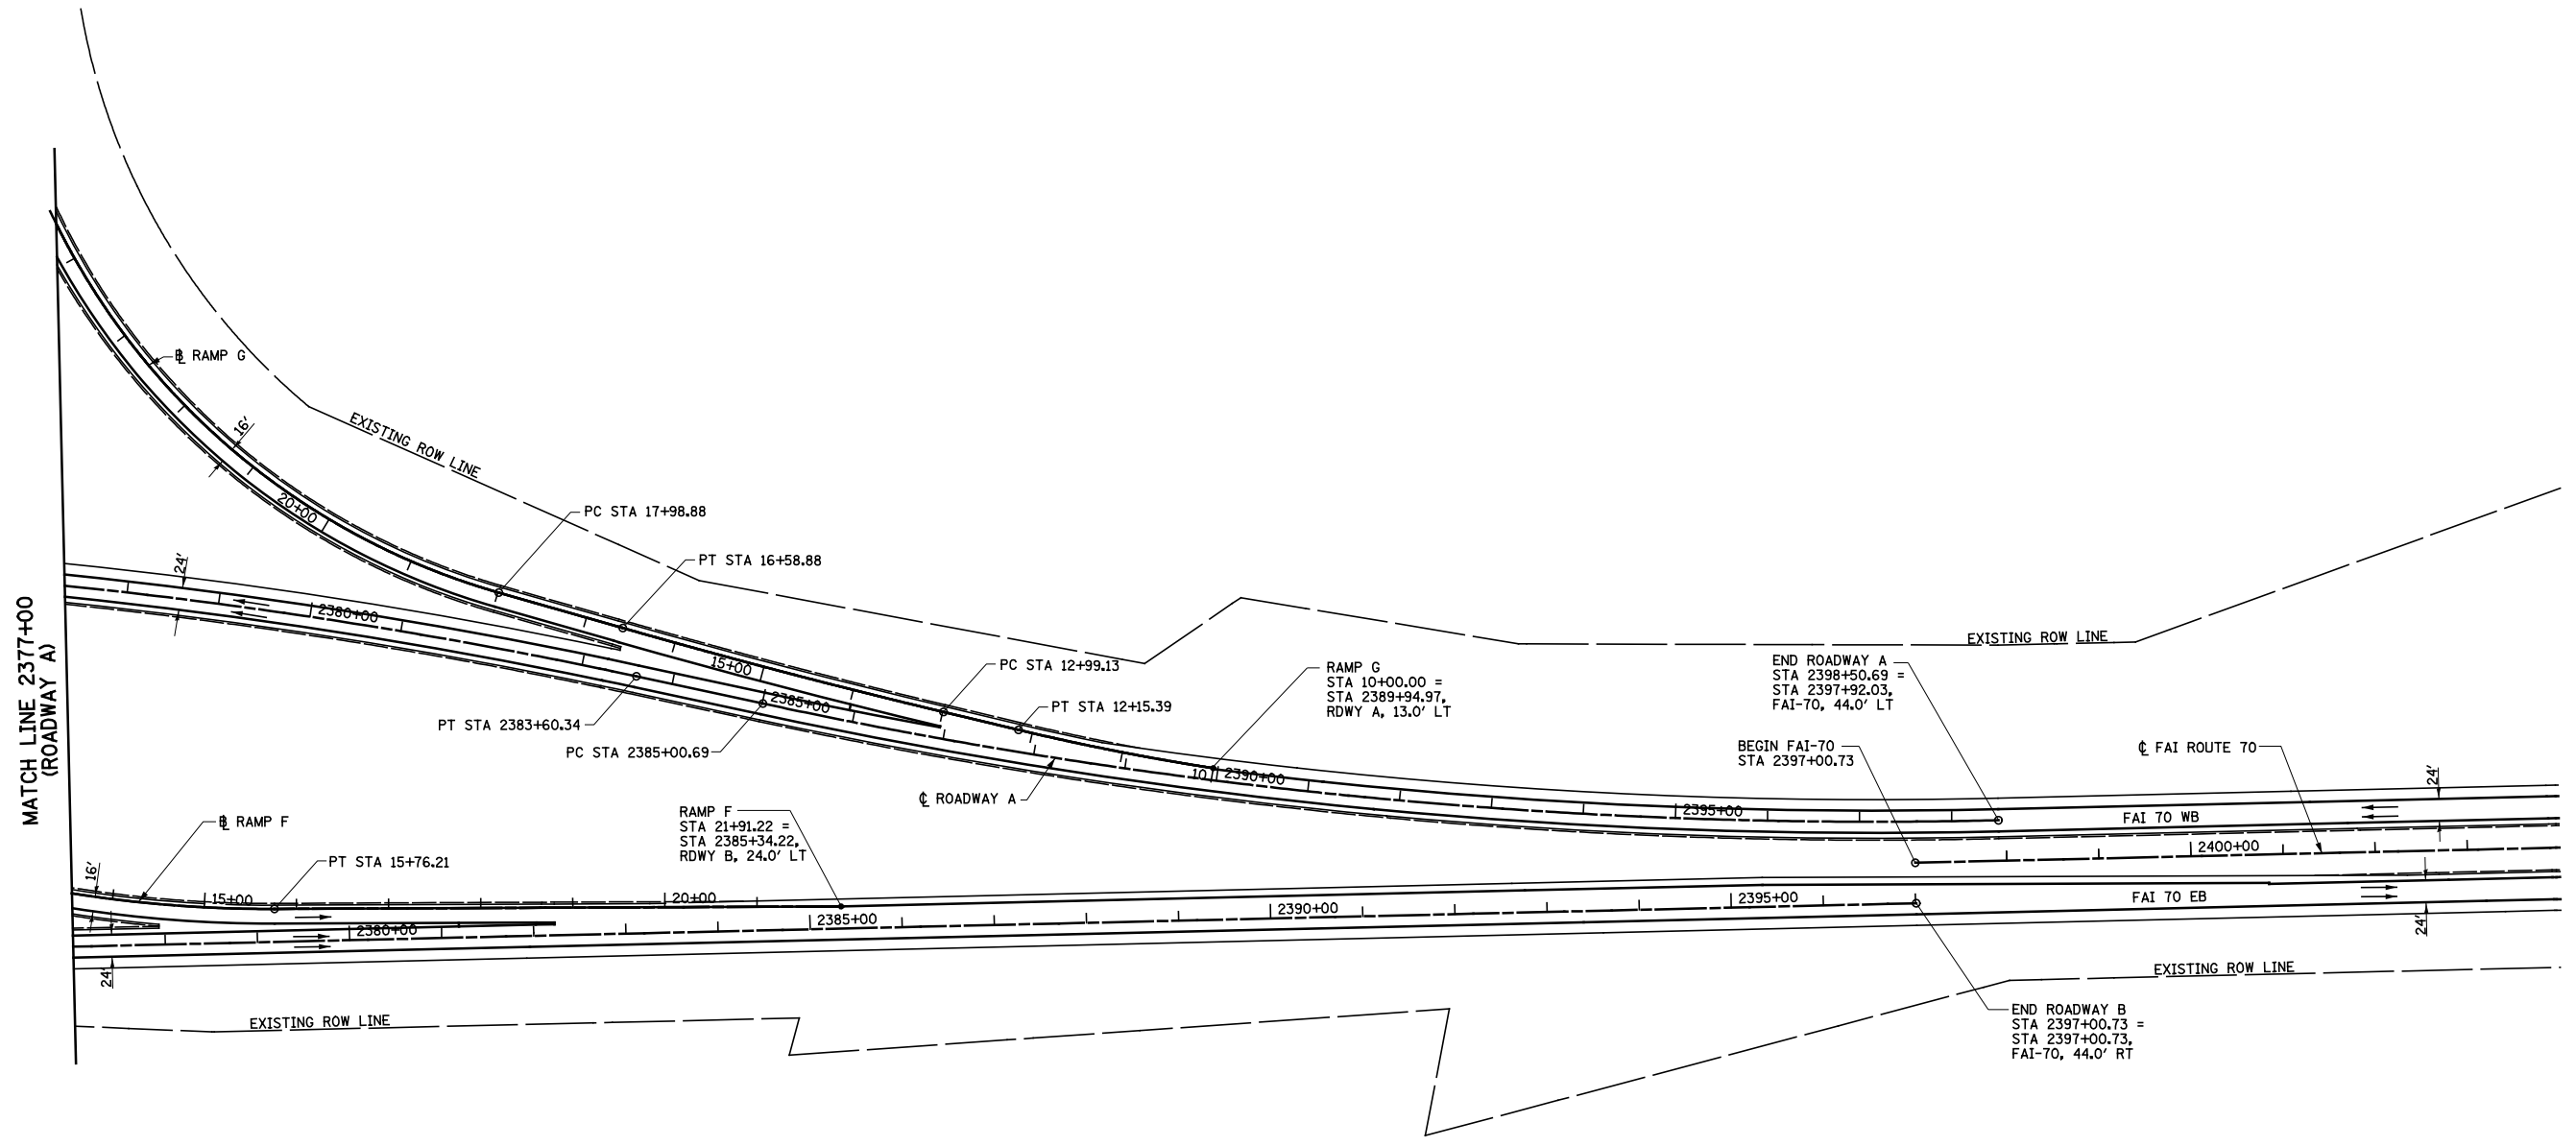 ℄ RAMP G
16'
EXISTING ROW LINE
20+00
PC STA 17+98.88
PT STA 16+58.88
24'
2380+00
MATCH LINE 2377+00
(ROADWAY A)
15+00
2385+00
PT STA 2383+60.34
PC STA 2385+00.69
PC STA 12+99.13
PT STA 12+15.39
RAMP G
STA 10+00.00 =
STA 2389+94.97,
RDWY A, 13.0' LT
10
2390+00
℄ ROADWAY A
EXISTING ROW LINE
END ROADWAY A
STA 2398+50.69 =
STA 2397+92.03,
FAI-70, 44.0' LT
BEGIN FAI-70
STA 2397+00.73
℄ FAI ROUTE 70
24'
2395+00
FAI 70 WB
2400+00
℄ RAMP F
RAMP F
STA 21+91.22 =
STA 2385+34.22,
RDWY B, 24.0' LT
PT STA 15+76.21
16'
15+00
20+00
2380+00
2385+00
2390+00
2395+00
FAI 70 EB
24'
24'
EXISTING ROW LINE
EXISTING ROW LINE
END ROADWAY B
STA 2397+00.73 =
STA 2397+00.73,
FAI-70, 44.0' RT